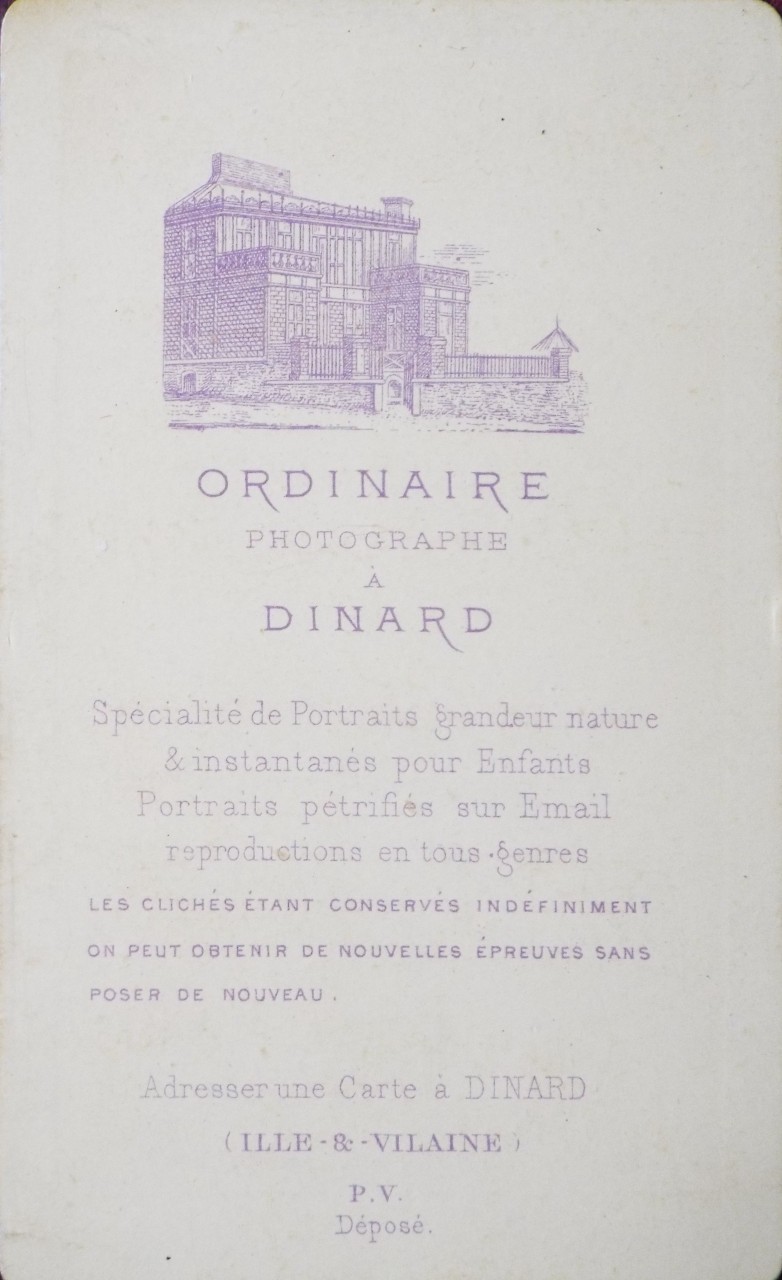 ORDINAIRE
PHOTOGRAPHE
À
DINARD
Spécialité de Portraits grandeur nature
& instantanés pour Enfants
Portraits pétrifiés sur Email
reproductions en tous genres
LES CLICHÉS ÉTANT CONSERVÉS INDÉFINIMENT
ON PEUT OBTENIR DE NOUVELLES ÉPREUVES SANS
POSER DE NOUVEAU.
Adresser une Carte à DINARD
(ILLE-&-VILAINE)
P.V.
Déposé.